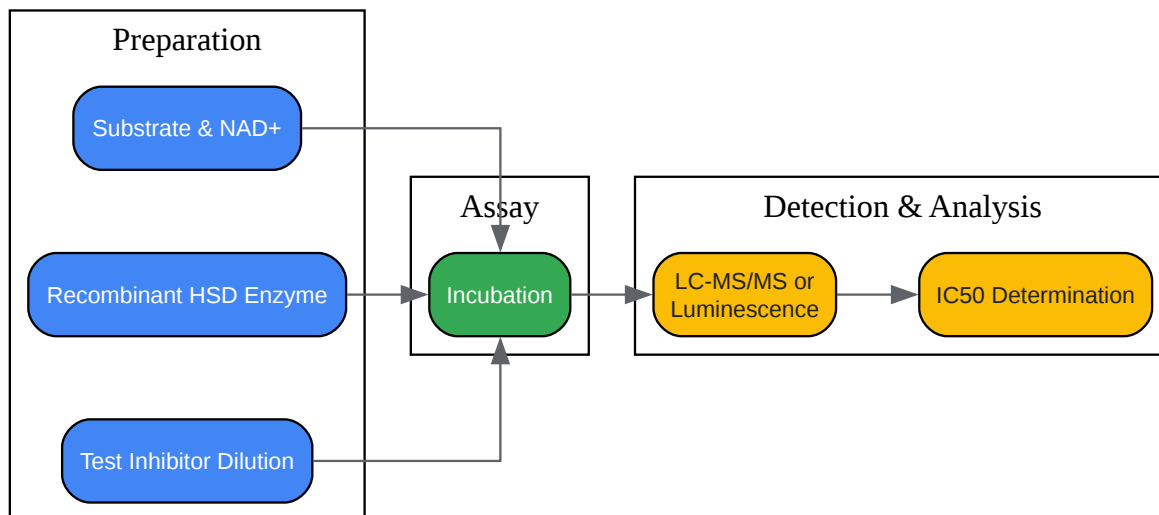 Preparation
Substrate & NAD+
Recombinant HSD Enzyme
Test Inhibitor Dilution
Assay
Incubation
Detection & Analysis
LC-MS/MS or
Luminescence
IC50 Determination